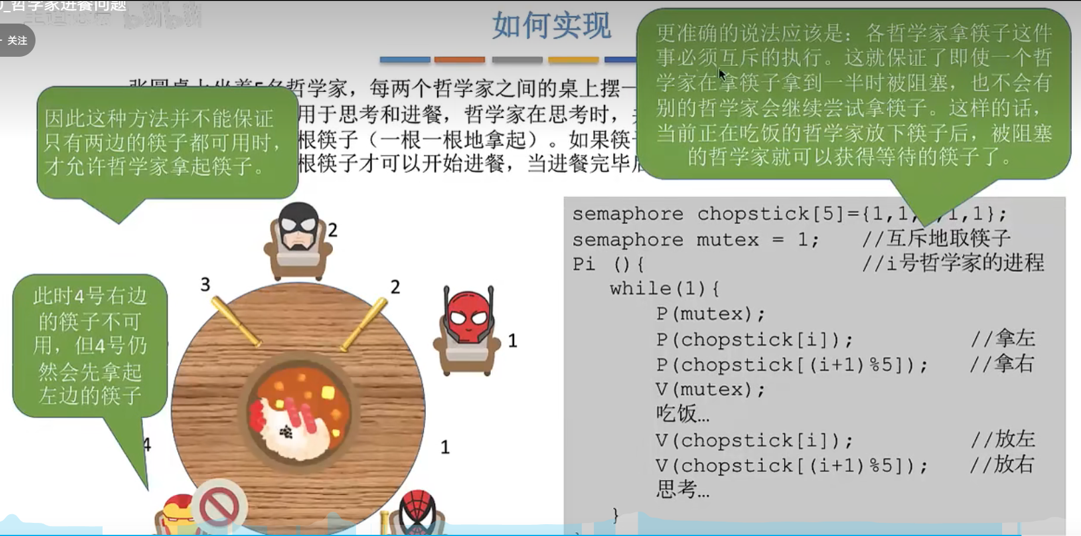 _哲学家进餐问题
关注
如何实现
张圆桌上坐着5名哲学家，每两个哲学家之间的桌上摆一
用于思考和进餐，哲学家在思考时，
根筷子（一根一根地拿起）。如果筷
根筷子才可以开始进餐，当进餐完毕后
因此这种方法并不能保证
只有两边的筷子都可用时，
才允许哲学家拿起筷子。
更准确的说法应该是：各哲学家拿筷子这件
事必须互斥的执行。这就保证了即使一个哲
学家在拿筷子拿到一半时被阻塞，也不会有
别的哲学家会继续尝试拿筷子。这样的话，
当前正在吃饭的哲学家放下筷子后，被阻塞
的哲学家就可以获得等待的筷子了。
此时4号右边
的筷子不可
用，但4号仍
然会先拿起
左边的筷子
2
3
2
1
4
1
semaphore chopstick[5]={1,1, ,1,1};
semaphore mutex = 1; //互斥地取筷子
Pi (){ //i号哲学家的进程
while(1){
P(mutex);
P(chopstick[i]); //拿左
P(chopstick[(i+1)%5]); //拿右
V(mutex);
吃饭…
V(chopstick[i]); //放左
V(chopstick[(i+1)%5]); //放右
思考…
}